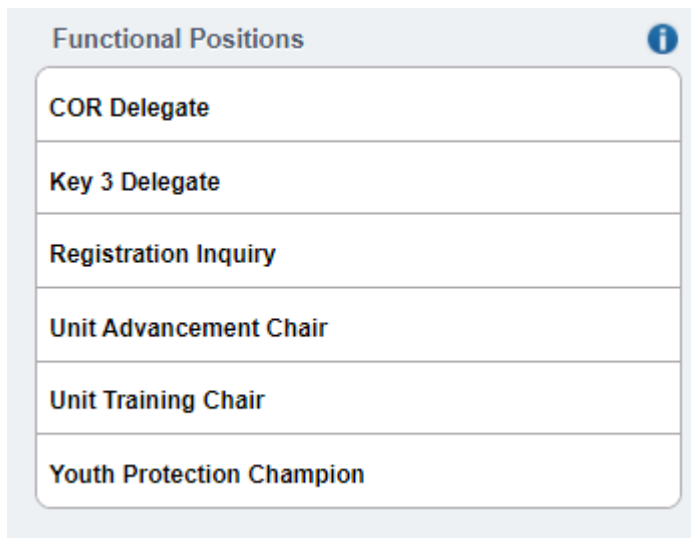 Functional Positions
COR Delegate
Key 3 Delegate
Registration Inquiry
Unit Advancement Chair
Unit Training Chair
Youth Protection Champion